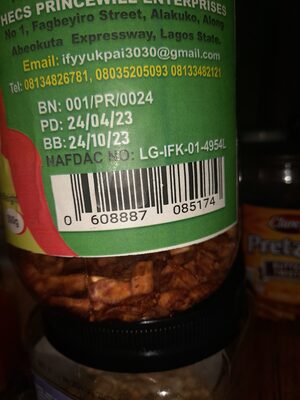 HECS PRINCEWILL ENTERPRISES
No 1, Fagbeyiro Street, Alakuko, Along
Abeokuta Expressway, Lagos State.
Email: ifyyukpai3030@gmail.com
Tel: 08134826781, 08035205093 08133482121
BN: 001/PR/0024
PD: 24/04/23
BB: 24/10/23
NAFDAC NO: LG-IFK-01-4954L
0 608887 085174